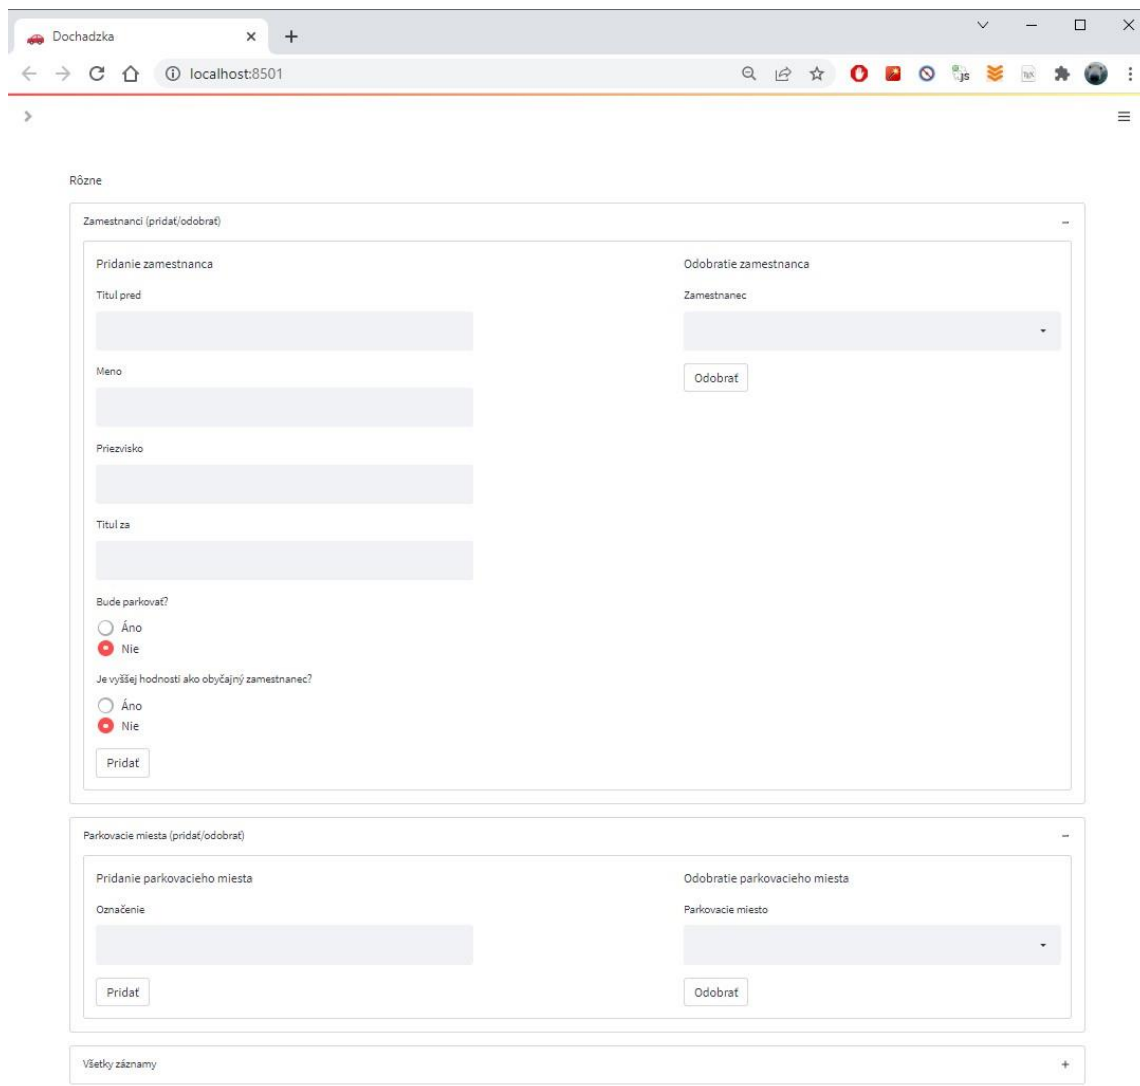 Dochadzka
localhost:8501
Rôzne
Zamestnanci (pridať/odobrať)
Pridanie zamestnanca
Titul pred
Meno
Priezvisko
Titul za
Bude parkovať?
Áno
Nie
Je vyššej hodnosti ako obyčajný zamestnanec?
Áno
Nie
Pridať
Odobratie zamestnanca
Zamestnanec
Odobrať
Parkovacie miesta (pridať/odobrať)
Pridanie parkovacieho miesta
Označenie
Pridať
Odobratie parkovacieho miesta
Parkovacie miesto
Odobrať
Všetky záznamy